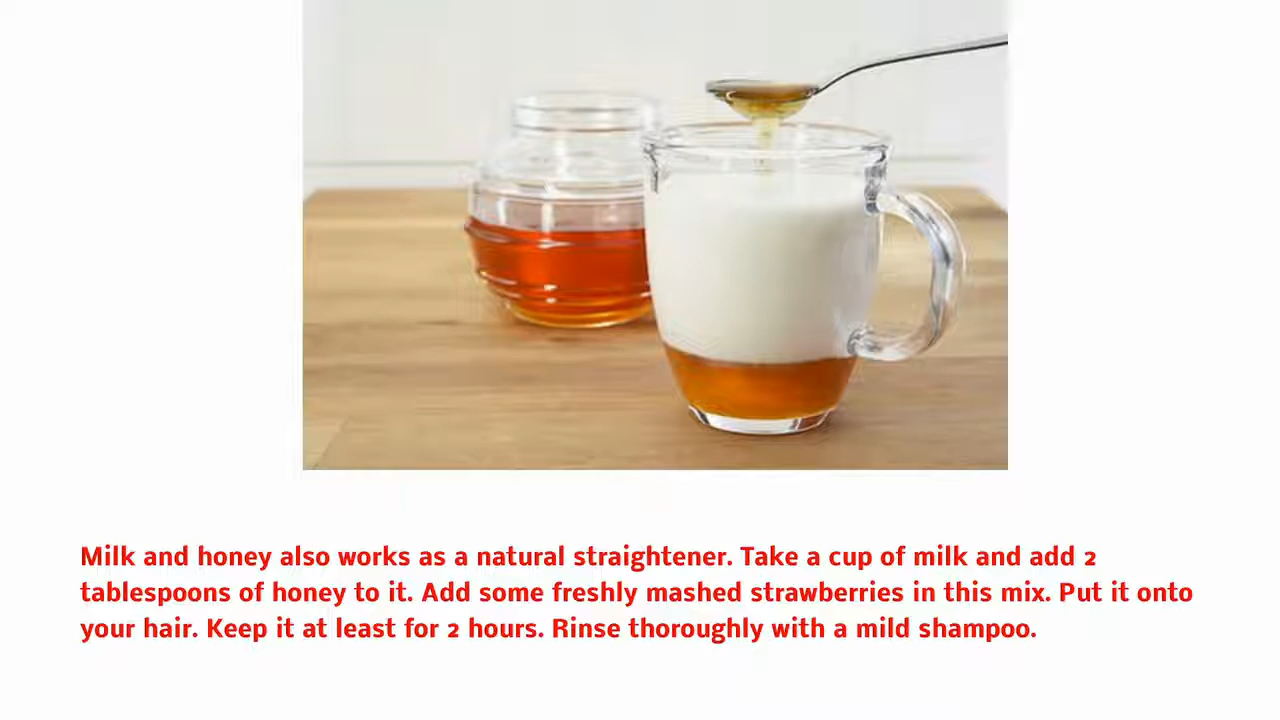 Milk and honey also works as a natural straightener. Take a cup of milk and add 2
tablespoons of honey to it. Add some freshly mashed strawberries in this mix. Put it onto
your hair. Keep it at least for 2 hours. Rinse thoroughly with a mild shampoo.